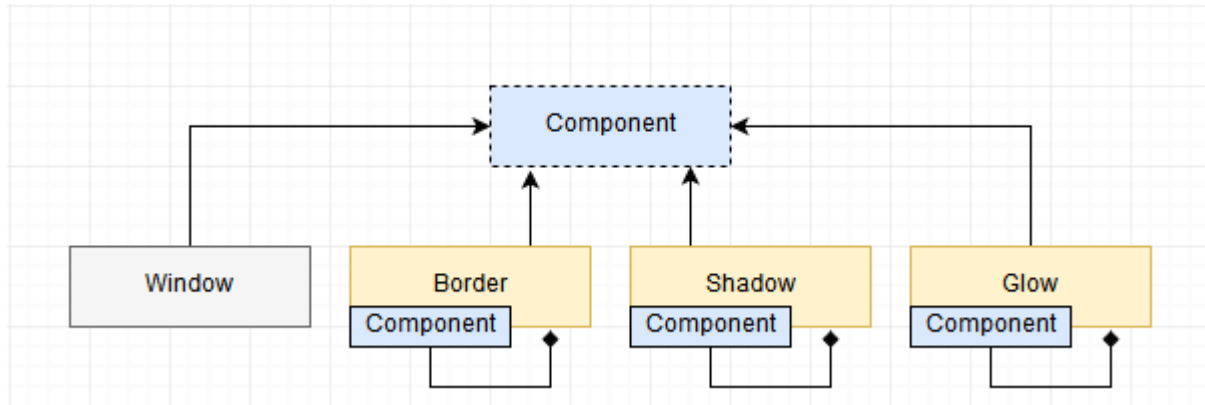 Component
Window
Border
Shadow
Glow
Component
Component
Component